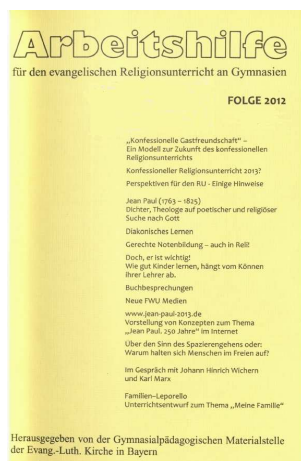 Arbeitshilfe
für den evangelischen Religionsunterricht an Gymnasien
FOLGE 2012
„Konfessionelle Gastfreundschaft" –
Ein Modell zur Zukunft des konfessionellen
Religionsunterrichts
Konfessioneller Religionsunterricht 2013?
Perspektiven für den RU - Einige Hinweise
Jean Paul (1763 – 1825)
Dichter, Theologe auf poetischer und religiöser
Suche nach Gott
Diakonisches Lernen
Gerechte Notenbildung – auch in Reli!
Doch, er ist wichtig!
Wie gut Kinder lernen, hängt vom Können
ihrer Lehrer ab.
Buchbesprechungen
Neue FWU Medien
www.jean-paul-2013.de
Vorstellung von Konzepten zum Thema
„Jean Paul. 250 Jahre" im Internet
Über den Sinn des Spazierengehens oder:
Warum halten sich Menschen im Freien auf?
Im Gespräch mit Johann Hinrich Wichern
und Karl Marx
Familien–Leporello
Unterrichtsentwurf zum Thema „Meine Familie"
Herausgegeben von der Gymnasialpädagogischen Materialstelle
der Evang.-Luth. Kirche in Bayern